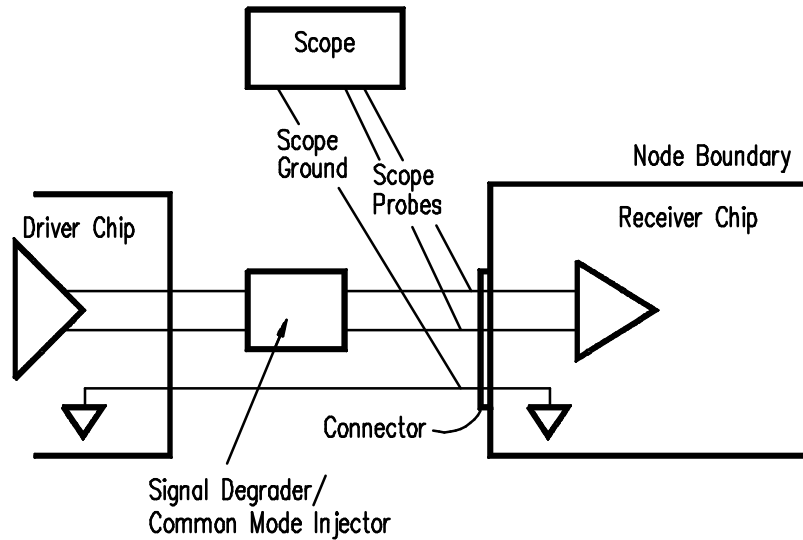 Scope
Scope
Ground
Scope
Probes
Node Boundary
Driver Chip
Receiver Chip
Connector
Signal Degrader/
Common Mode Injector